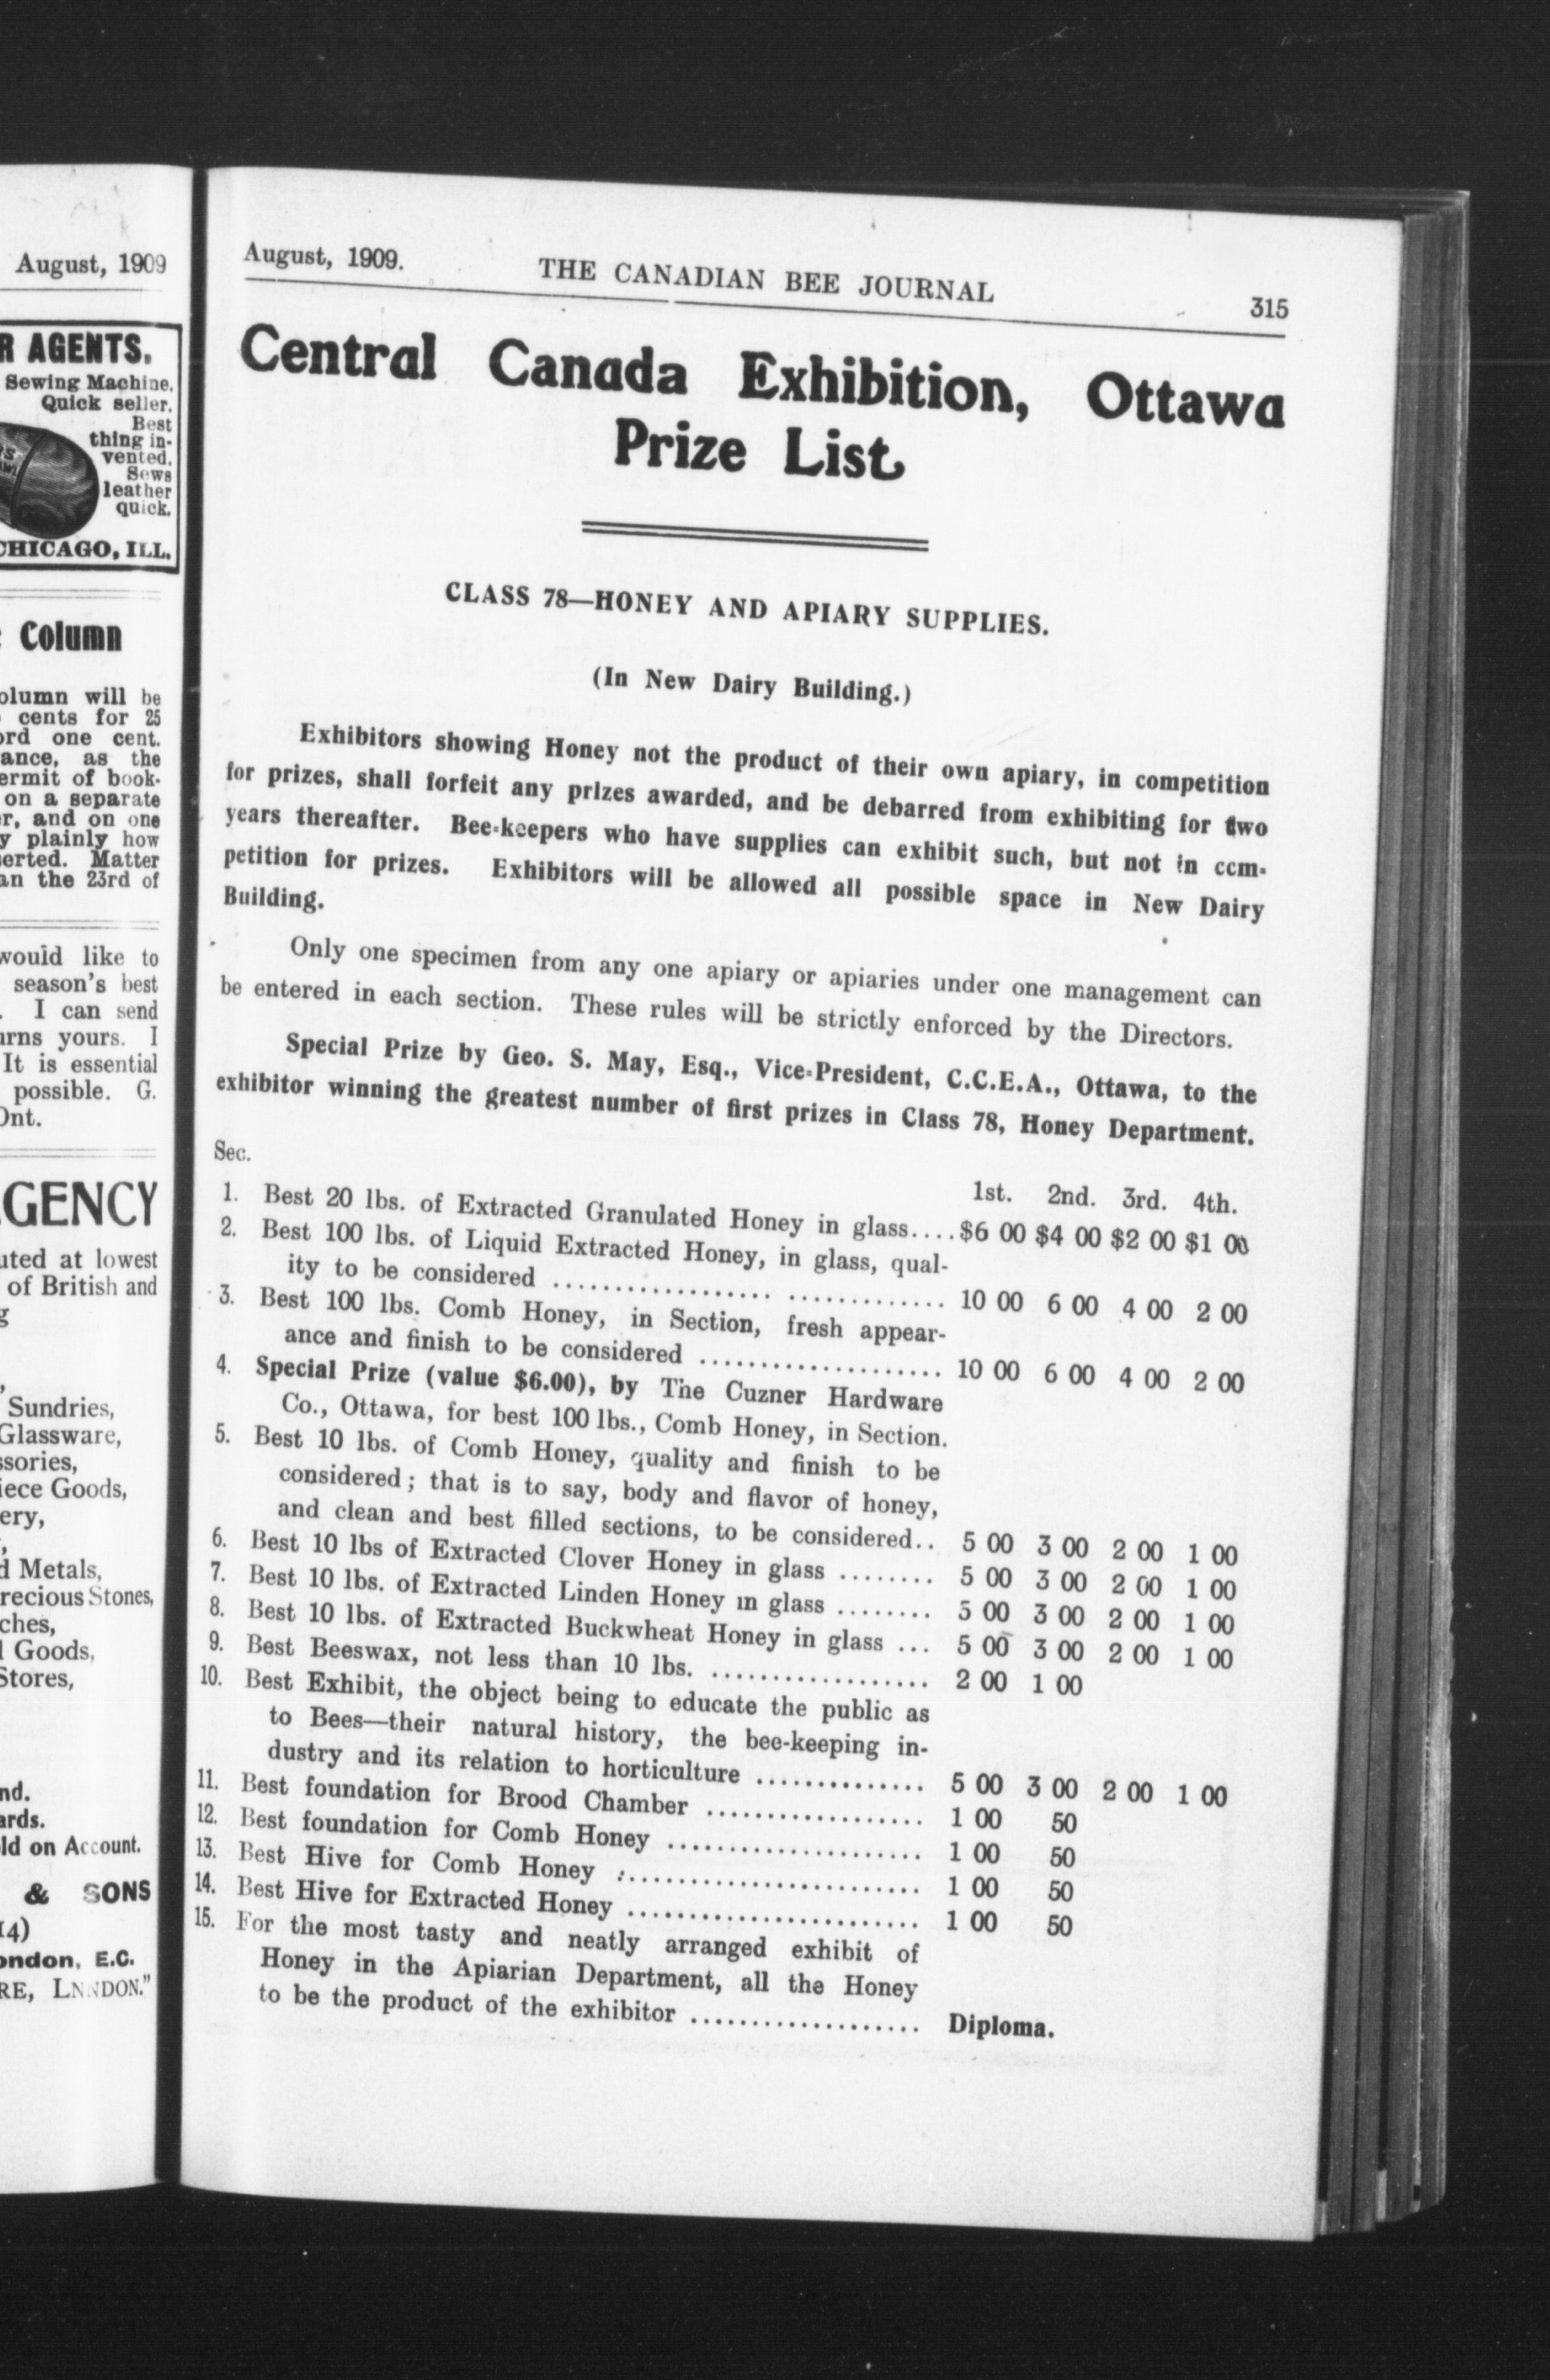 August, 1909
R AGENTS.
Sewing Machine.
Quick seller.
Best
thing in-
vented.
Sews
leather
quick.
CHICAGO, ILL.
Column
olumn will be
cents for 25
ord one cent.
ance, as the
ermit of book-
on a separate
r, and on one
y plainly how
serted. Matter
an the 23rd of
would like to
season's best
. I can send
urns yours. I
It is essential
possible. G.
Ont.
GENCY
uted at lowest
of British and
g
Sundries,
Glassware,
ssories,
iece Goods,
ery,
d Metals,
recious Stones,
ches,
l Goods,
Stores,
nd.
ards.
ld on Account.
& SONS
14)
ondon, E.C.
RE, LNNDON."
August, 1909. THE CANADIAN BEE JOURNAL 315
Central Canada Exhibition, Ottawa
Prize List
CLASS 78—HONEY AND APIARY SUPPLIES.
(In New Dairy Building.)
Exhibitors showing Honey not the product of their own apiary, in competition
for prizes, shall forfeit any prizes awarded, and be debarred from exhibiting for two
years thereafter. Bee-keepers who have supplies can exhibit such, but not in ccm-
petition for prizes. Exhibitors will be allowed all possible space in New Dairy
Building.
Only one specimen from any one apiary or apiaries under one management can
be entered in each section. These rules will be strictly enforced by the Directors.
Special Prize by Geo. S. May, Esq., Vice-President, C.C.E.A., Ottawa, to the
exhibitor winning the greatest number of first prizes in Class 78, Honey Department.
Sec.
1st. 2nd. 3rd. 4th.
1. Best 20 lbs. of Extracted Granulated Honey in glass....$6 00 $4 00 $2 00 $1 00
2. Best 100 lbs. of Liquid Extracted Honey, in glass, qual-
ity to be considered .................. ............. 10 00 6 00 4 00 2 00
3. Best 100 lbs. Comb Honey, in Section, fresh appear-
ance and finish to be considered .................... 10 00 6 00 4 00 2 00
4. Special Prize (value $6.00), by The Cuzner Hardware
Co., Ottawa, for best 100 lbs., Comb Honey, in Section.
5. Best 10 lbs. of Comb Honey, quality and finish to be
considered; that is to say, body and flavor of honey,
and clean and best filled sections, to be considered.. 5 00 3 00 2 00 1 00
6. Best 10 lbs of Extracted Clover Honey in glass ........ 5 00 3 00 2 00 1 00
7. Best 10 lbs. of Extracted Linden Honey in glass ........ 5 00 3 00 2 00 1 00
8. Best 10 lbs. of Extracted Buckwheat Honey in glass ... 5 00 3 00 2 00 1 00
9. Best Beeswax, not less than 10 lbs. .................. 2 00 1 00
10. Best Exhibit, the object being to educate the public as
to Bees—their natural history, the bee-keeping in-
dustry and its relation to horticulture .............. 5 00 3 00 2 00 1 00
11. Best foundation for Brood Chamber .................. 1 00 50
12. Best foundation for Comb Honey ..................... 1 00 50
13. Best Hive for Comb Honey :........................ 1 00 50
14. Best Hive for Extracted Honey ........................ 1 00 50
15. For the most tasty and neatly arranged exhibit of
Honey in the Apiarian Department, all the Honey
to be the product of the exhibitor ................... Diploma.